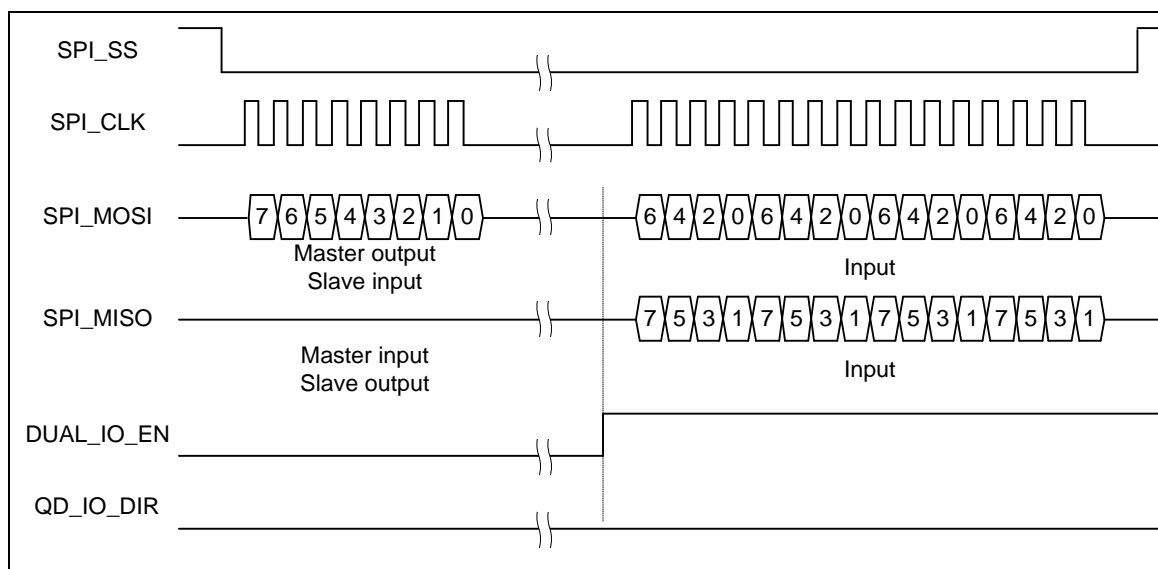 SPI_SS
SPI_CLK
SPI_MOSI
7 6 5 4 3 2 1 0
6 4 2 0 6 4 2 0 6 4 2 0 6 4 2 0
Master output
Slave input
Input
SPI_MISO
7 5 3 1 7 5 3 1 7 5 3 1 7 5 3 1
Master input
Slave output
Input
DUAL_IO_EN
QD_IO_DIR